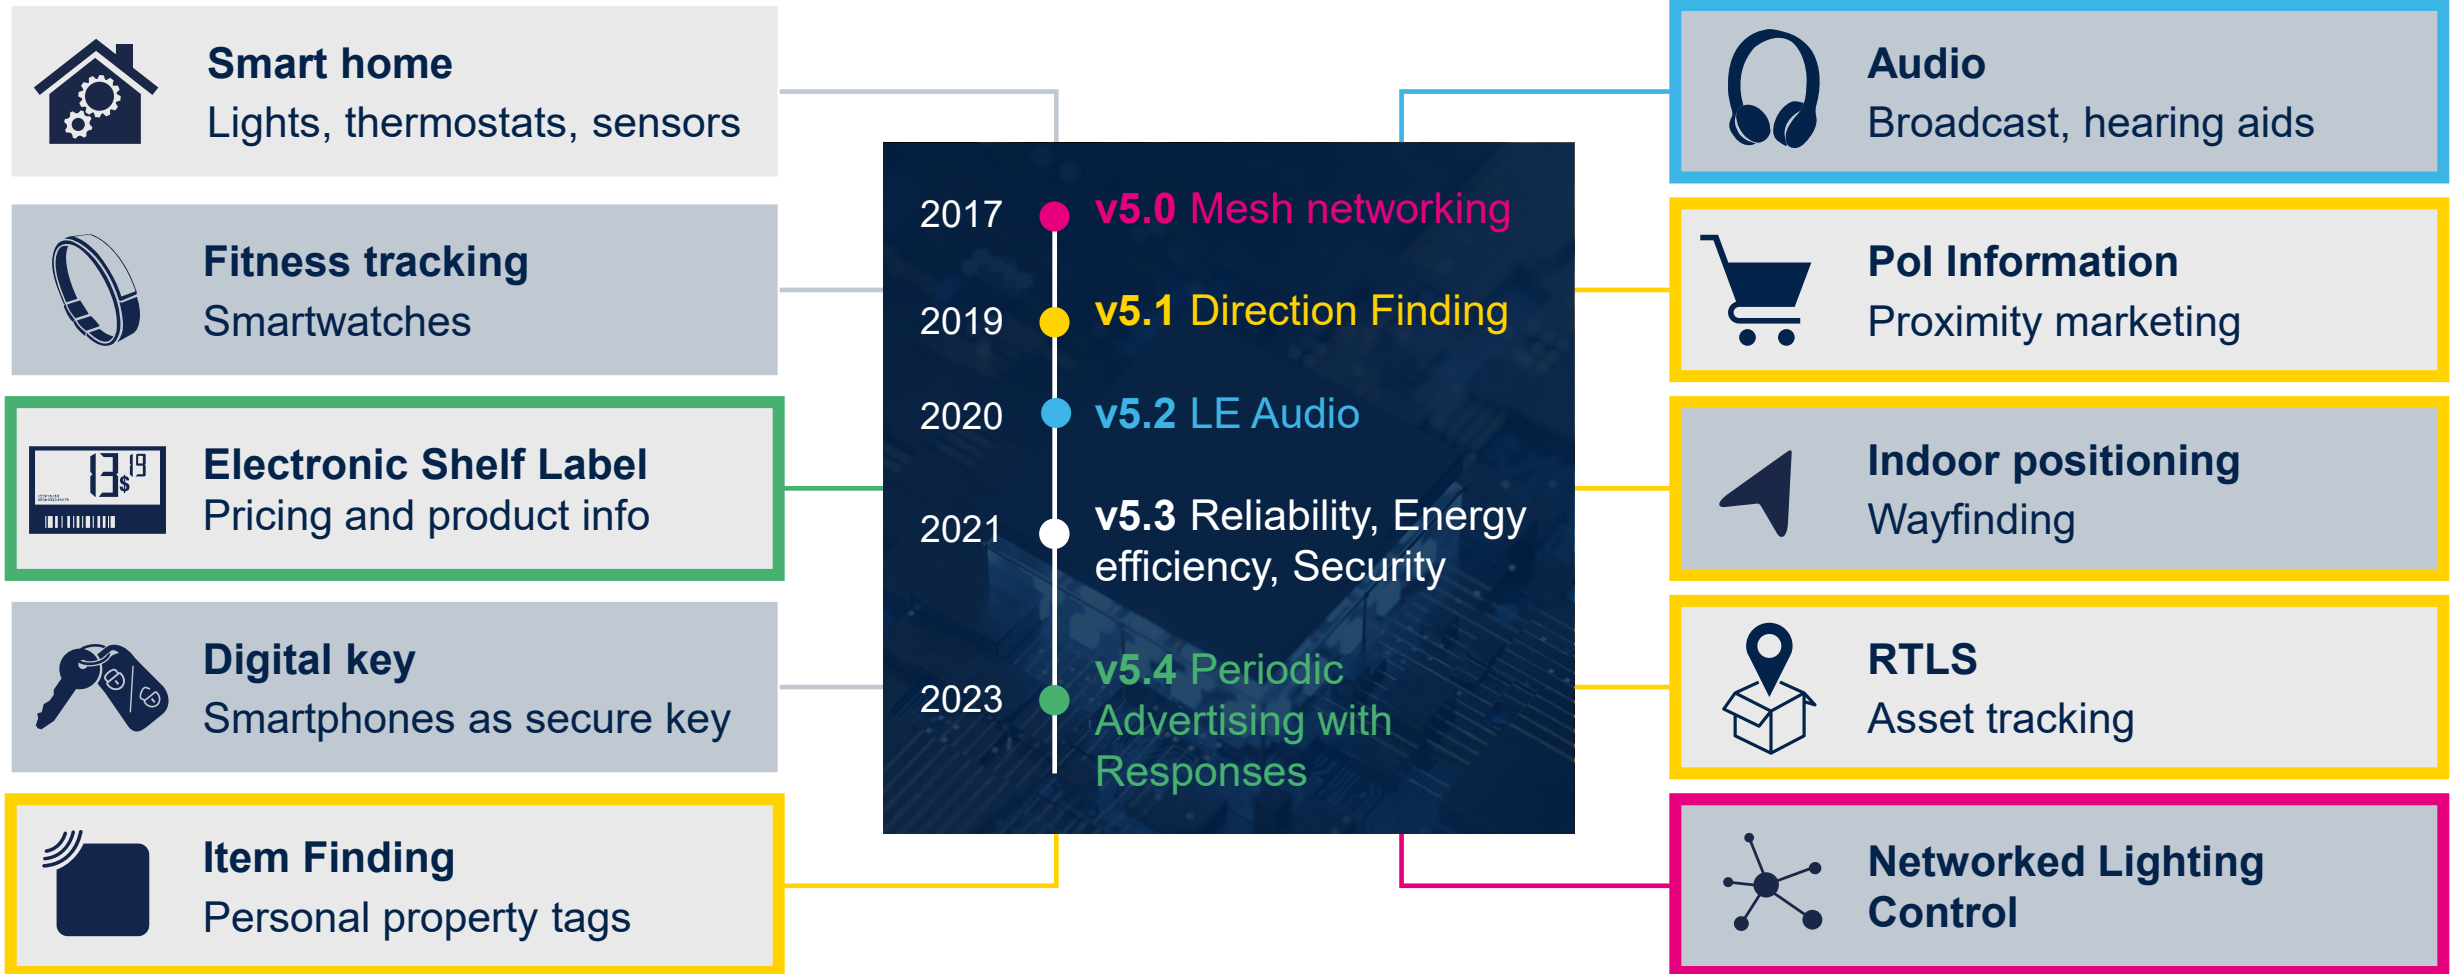 Smart home
Lights, thermostats, sensors
Fitness tracking
Smartwatches
13 $ 19
Electronic Shelf Label
Pricing and product info
Digital key
Smartphones as secure key
Item Finding
Personal property tags
2017
v5.0 Mesh networking
2019
v5.1 Direction Finding
2020
v5.2 LE Audio
2021
v5.3 Reliability, Energy
efficiency, Security
2023
v5.4 Periodic
Advertising with
Responses
Audio
Broadcast, hearing aids
PoI Information
Proximity marketing
Indoor positioning
Wayfinding
RTLS
Asset tracking
Networked Lighting
Control